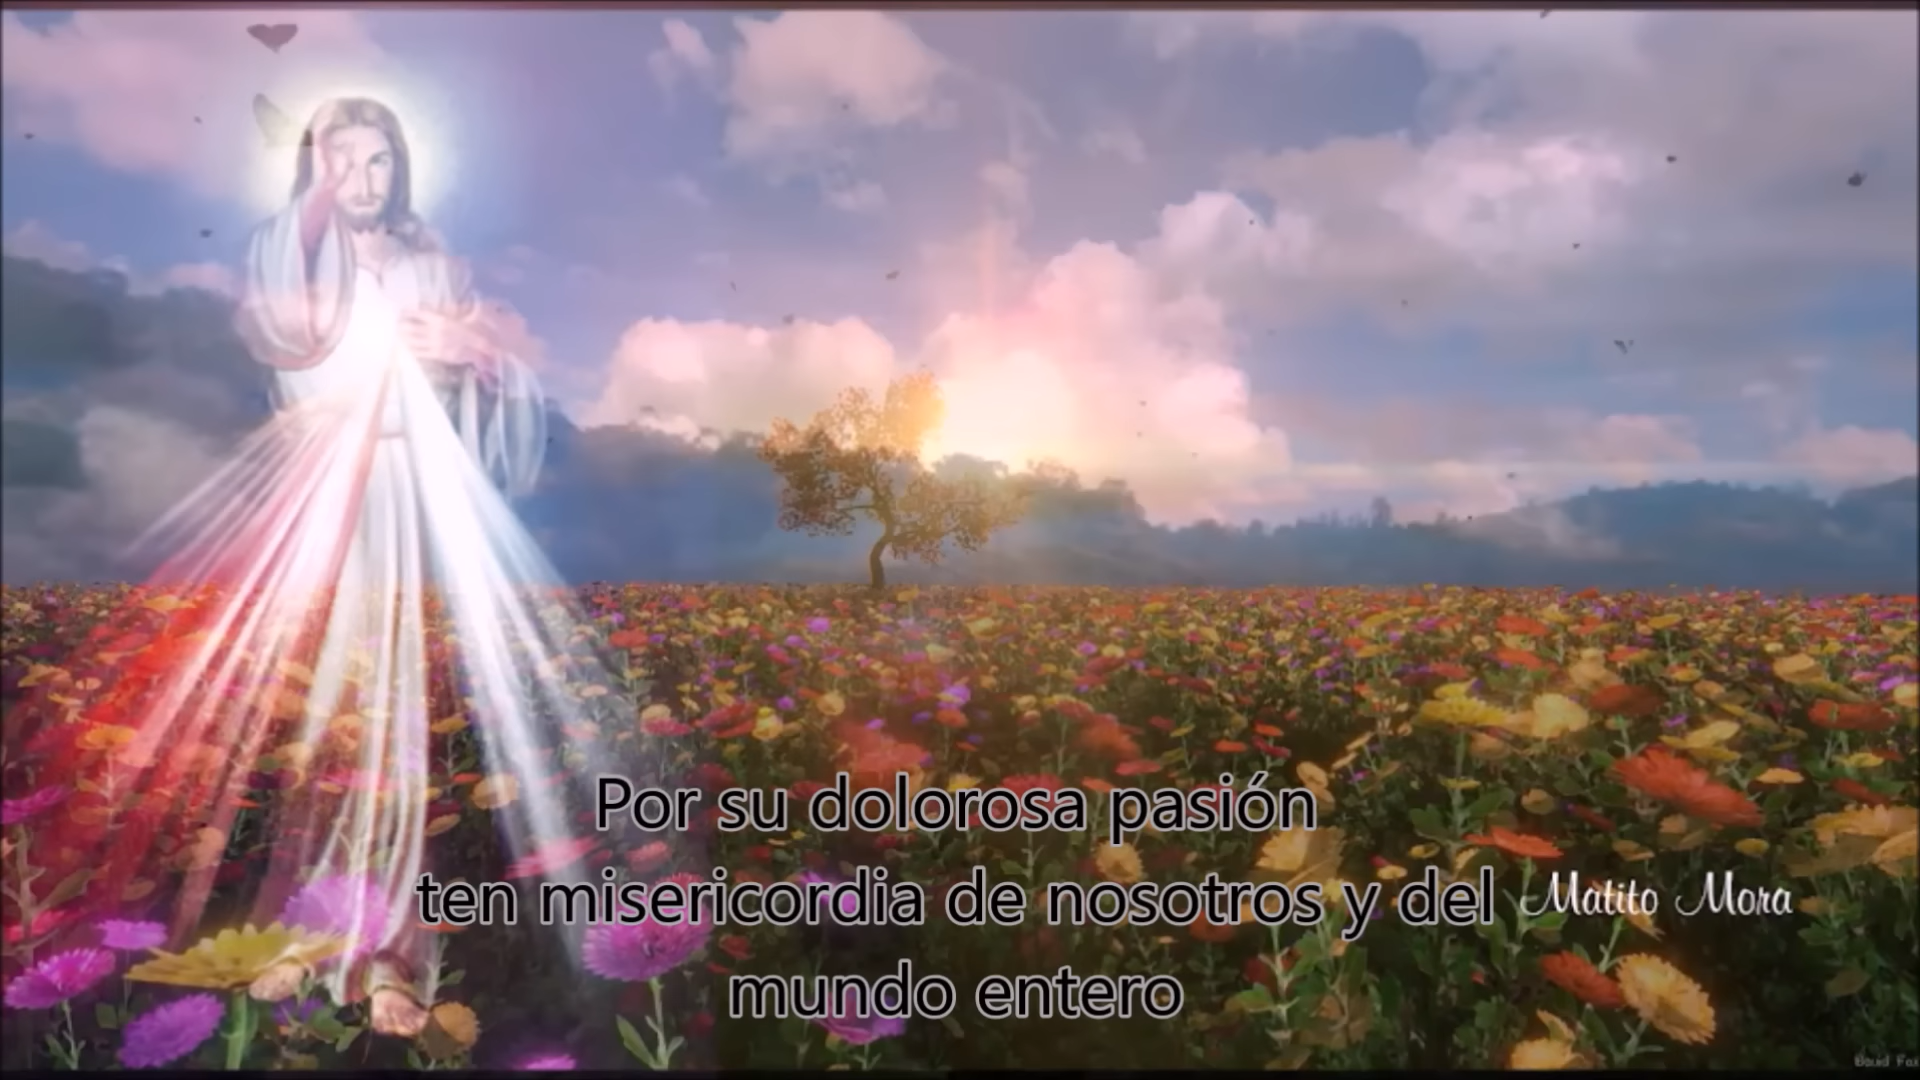 Por su dolorosa pasión
ten misericordia de nosotros y del
Matito Mora
mundo entero